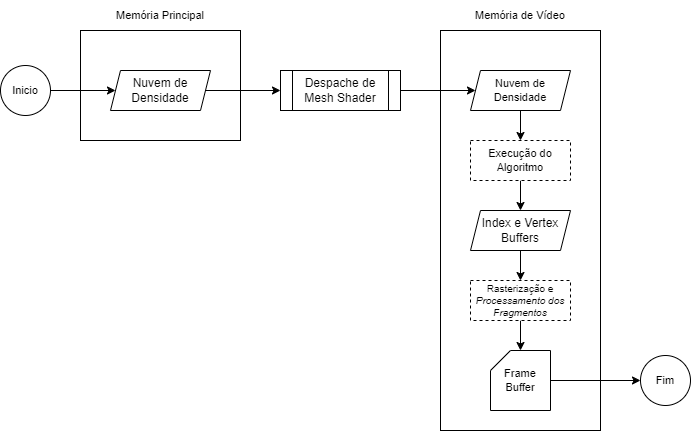 Memória Principal
Memória de Vídeo
Inicio
Nuvem de
Densidade
Despache de
Mesh Shader
Nuvem de
Densidade
Execução do
Algoritmo
Index e Vertex
Buffers
Rasterização e
Processamento dos
Fragmentos
Frame
Buffer
Fim